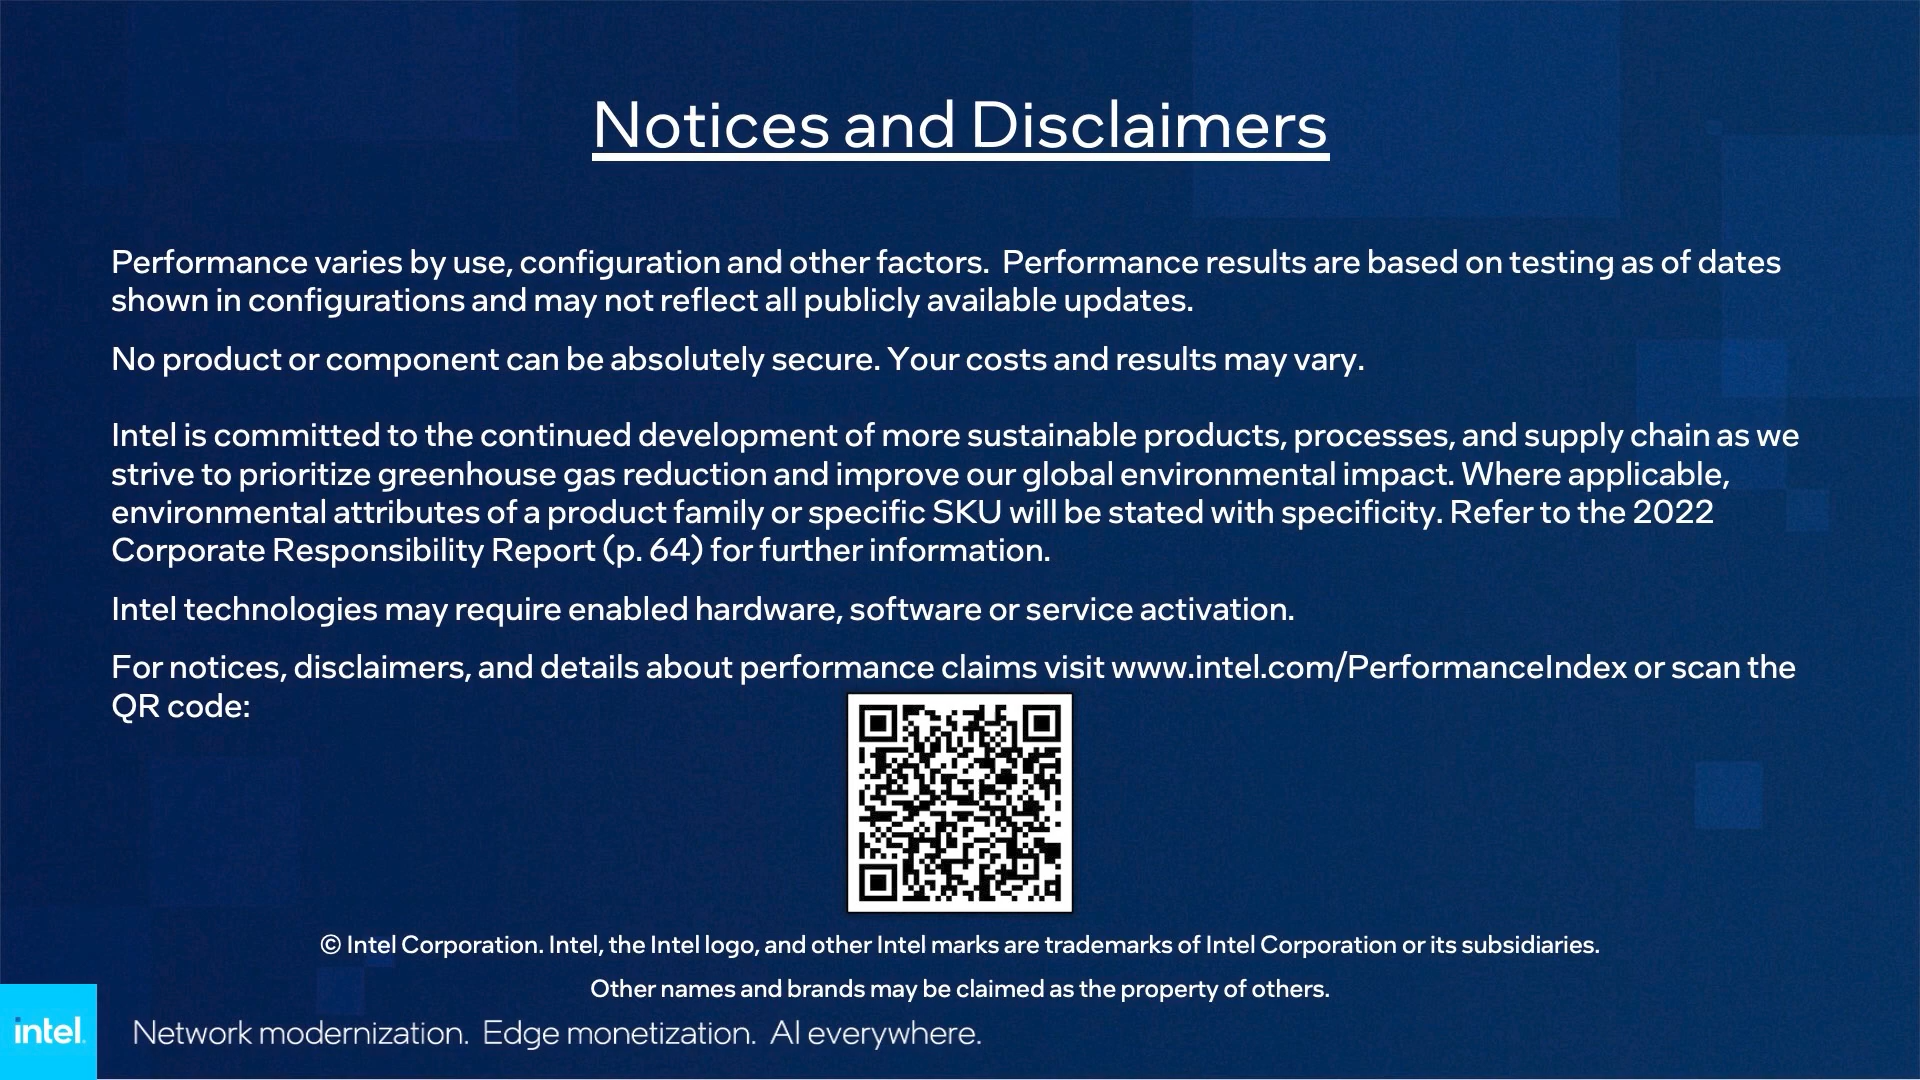 Notices and Disclaimers
Performance varies by use, configuration and other factors.  Performance results are based on testing as of dates
shown in configurations and may not reflect all publicly available updates.
No product or component can be absolutely secure. Your costs and results may vary.
Intel is committed to the continued development of more sustainable products, processes, and supply chain as we
strive to prioritize greenhouse gas reduction and improve our global environmental impact. Where applicable,
environmental attributes of a product family or specific SKU will be stated with specificity. Refer to the 2022
Corporate Responsibility Report (p. 64) for further information.
Intel technologies may require enabled hardware, software or service activation.
For notices, disclaimers, and details about performance claims visit www.intel.com/PerformanceIndex or scan the
QR code:
© Intel Corporation. Intel, the Intel logo, and other Intel marks are trademarks of Intel Corporation or its subsidiaries.
Other names and brands may be claimed as the property of others.
intel.
Network modernization.  Edge monetization.  AI everywhere.